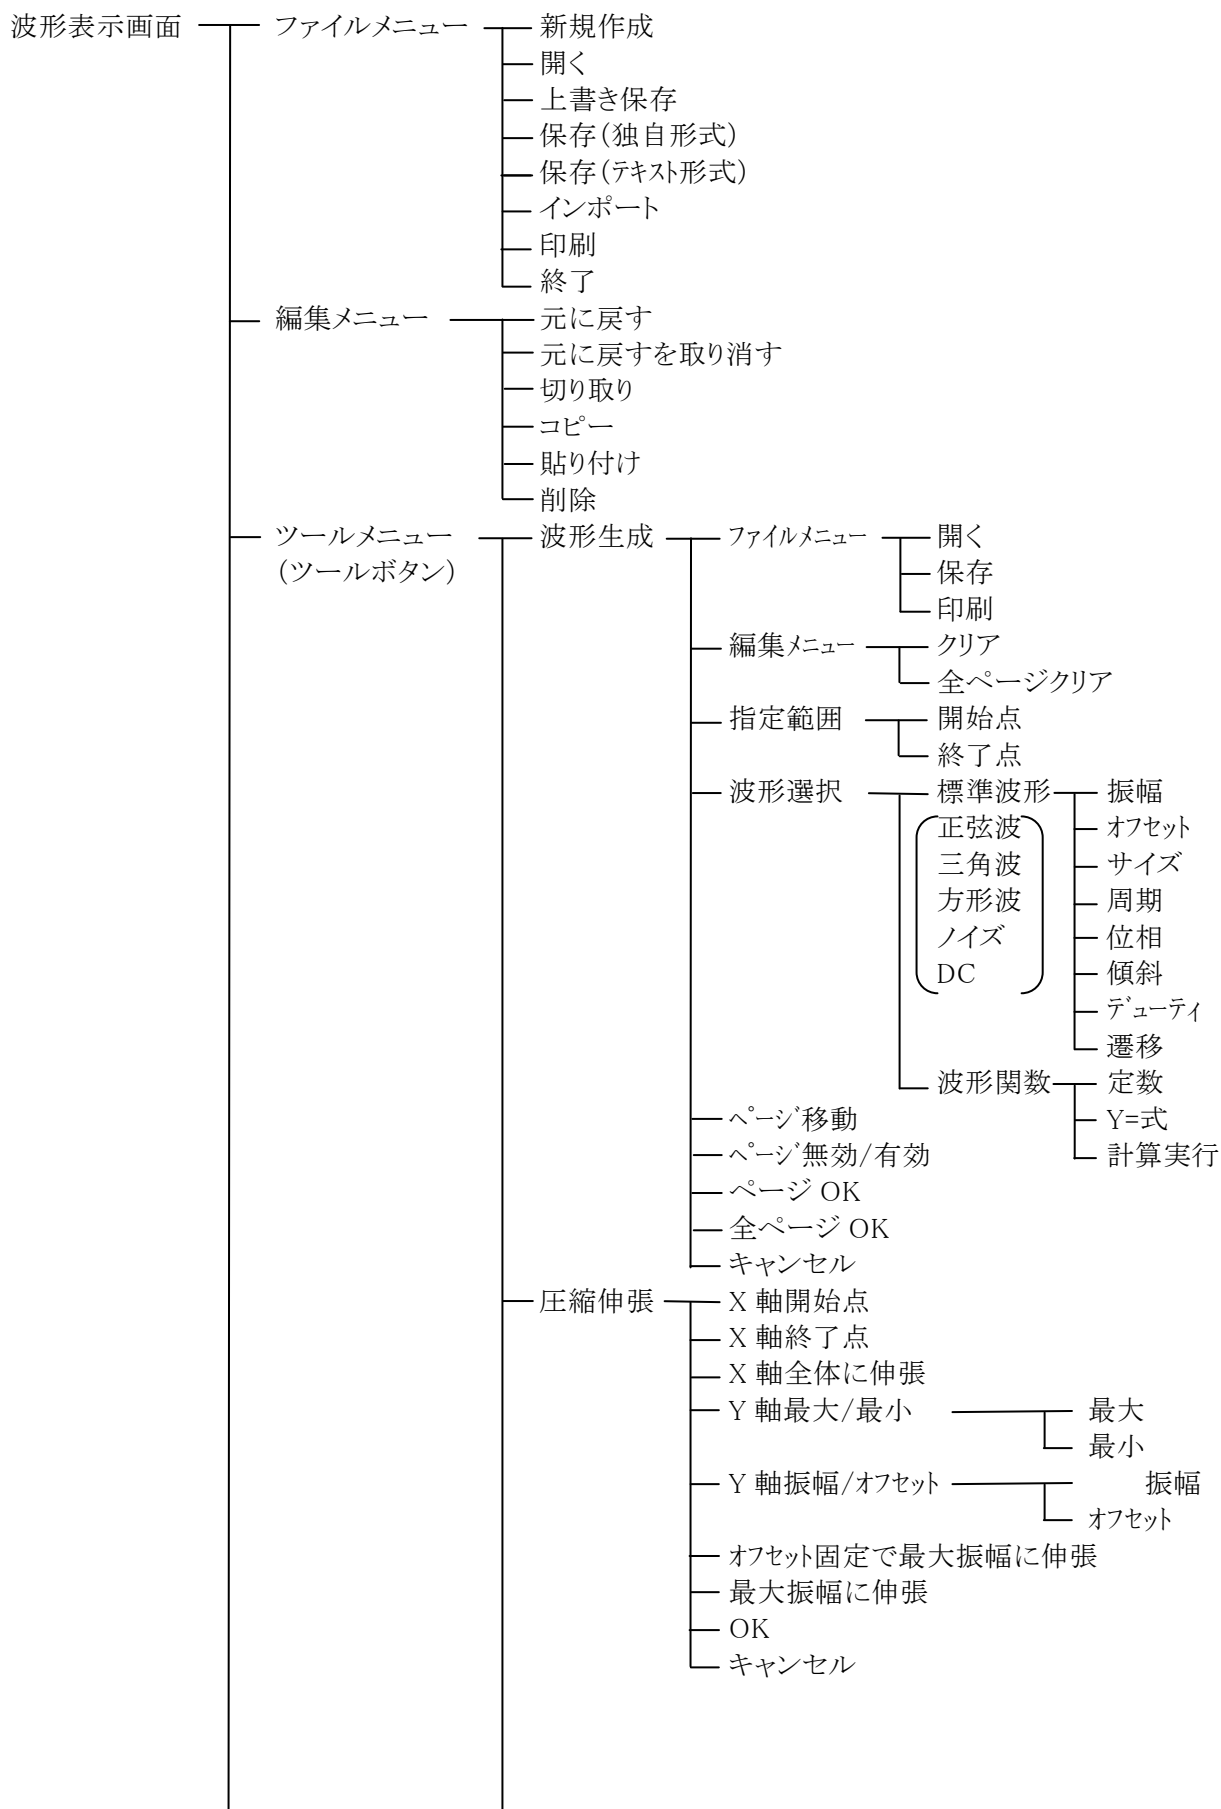 波形表示画面 ファイルメニュー 新規作成
開く
上書き保存
保存(独自形式)
保存(テキスト形式)
インポート
印刷
終了
編集メニュー 元に戻す
元に戻すを取り消す
切り取り
コピー
貼り付け
削除
ツールメニュー 波形生成 ファイルメニュー 開く
(ツールボタン) 保存
印刷
編集メニュー クリア
全ページクリア
指定範囲 開始点
終了点
波形選択 標準波形 振幅
正弦波 オフセット
三角波 サイズ
方形波 周期
ノイズ 位相
DC 傾斜
デューティ
遷移
波形関数 定数
ページ移動 Y=式
ページ無効/有効 計算実行
ページ OK
全ページ OK
キャンセル
圧縮伸張 X 軸開始点
X 軸終了点
X 軸全体に伸張
Y 軸最大/最小 最大
最小
Y 軸振幅/オフセット 振幅
オフセット
オフセット固定で最大振幅に伸張
最大振幅に伸張
OK
キャンセル